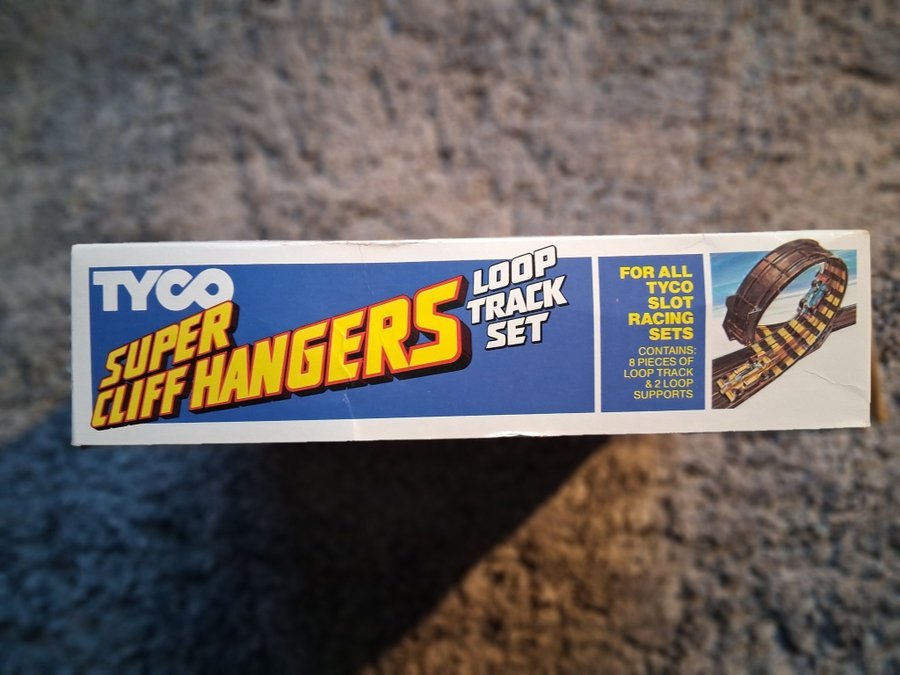 TYCO
SUPER
CLIFF HANGERS
LOOP
TRACK
SET
FOR ALL
TYCO
SLOT
RACING
SETS
CONTAINS:
8 PIECES OF
LOOP TRACK
& 2 LOOP
SUPPORTS